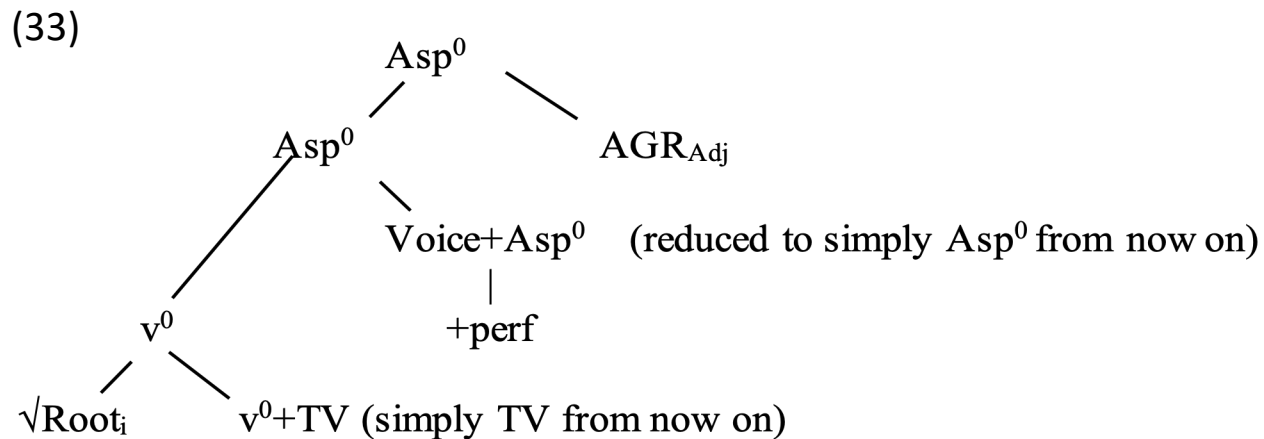 (33)
Asp⁰
Asp⁰ AGR_Adj
Voice+Asp⁰ (reduced to simply Asp⁰ from now on)
+perf
v⁰
√Rootᵢ v⁰+TV (simply TV from now on)